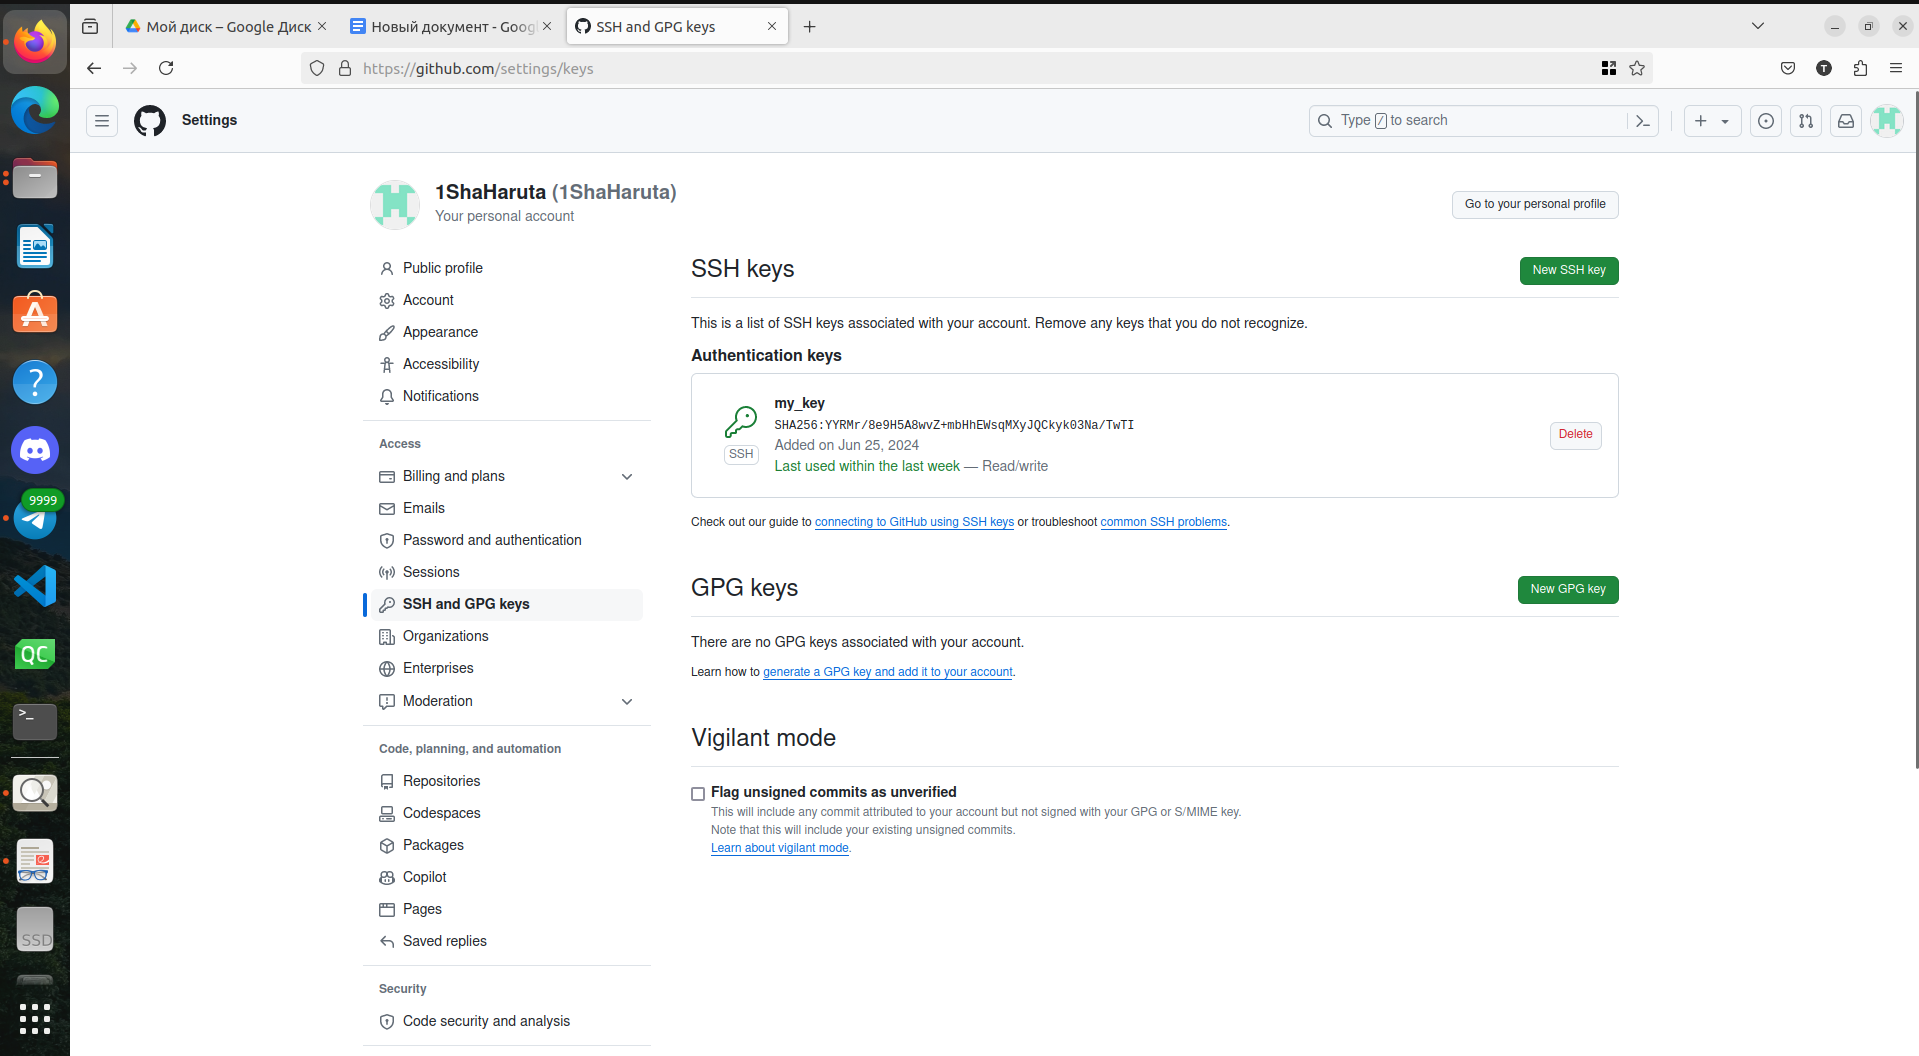 Мой диск – Google Диск
Новый документ - Goog
SSH and GPG keys
https://github.com/settings/keys
T
Settings
Type / to search
1ShaHaruta (1ShaHaruta)
Your personal account
Go to your personal profile
Public profile
Account
Appearance
Accessibility
Notifications
Access
Billing and plans
Emails
Password and authentication
Sessions
SSH and GPG keys
Organizations
Enterprises
Moderation
Code, planning, and automation
Repositories
Codespaces
Packages
Copilot
Pages
Saved replies
Security
Code security and analysis
SSH keys
New SSH key
This is a list of SSH keys associated with your account. Remove any keys that you do not recognize.
Authentication keys
my_key
SHA256:YYRMr/8e9H5A8wvZ+mbHhEWsqMXyJQCkyk03Na/TwTI
Added on Jun 25, 2024
Last used within the last week — Read/write
SSH
Delete
Check out our guide to connecting to GitHub using SSH keys or troubleshoot common SSH problems.
GPG keys
New GPG key
There are no GPG keys associated with your account.
Learn how to generate a GPG key and add it to your account.
Vigilant mode
Flag unsigned commits as unverified
This will include any commit attributed to your account but not signed with your GPG or S/MIME key.
Note that this will include your existing unsigned commits.
Learn about vigilant mode.
9999
QC
>_
SSD